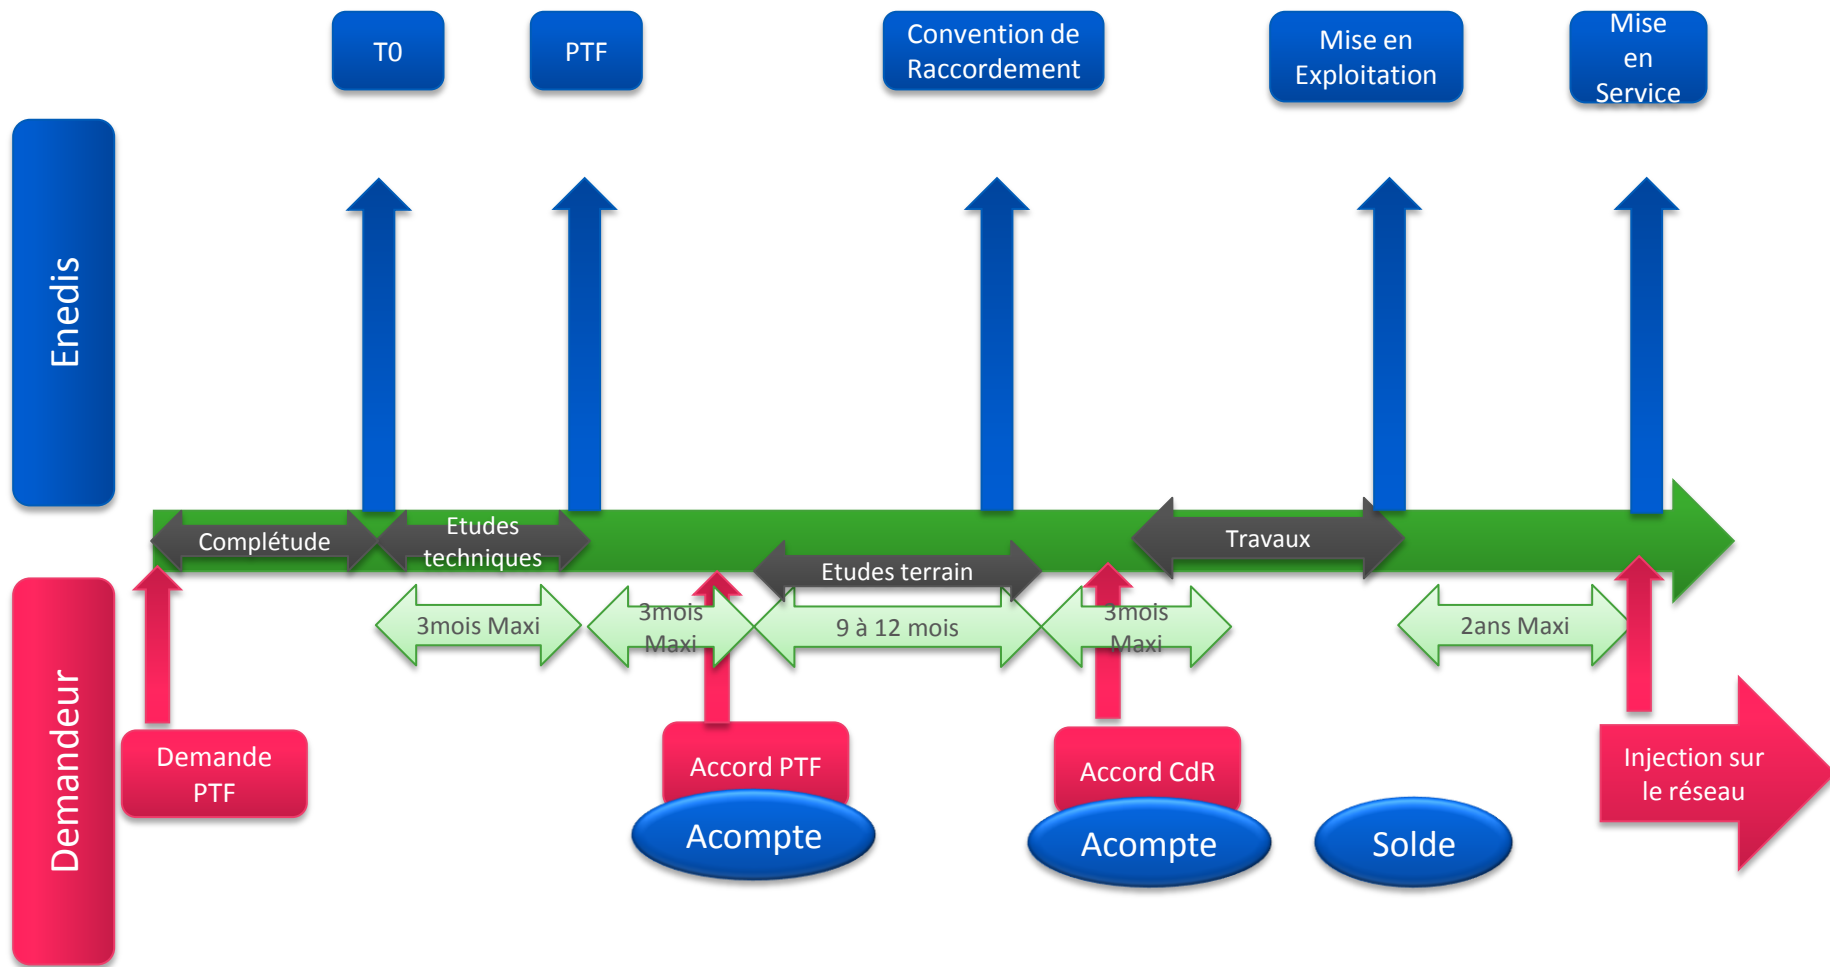 T0
PTF
Convention de
Raccordement
Mise en
Exploitation
Mise
en
Service
Enedis
Complétude
Etudes
techniques
Etudes terrain
Travaux
3mois Maxi
3mois
Maxi
9 à 12 mois
3mois
Maxi
2ans Maxi
Demandeur
Demande
PTF
Accord PTF
Acompte
Accord CdR
Acompte
Solde
Injection sur
le réseau